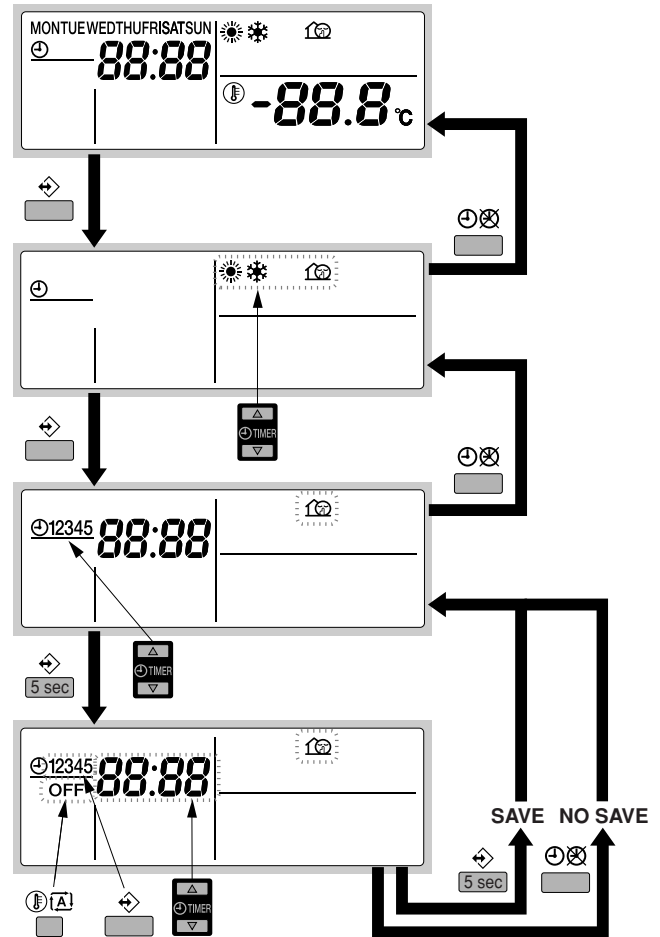 MONTUEWEDTHUFRISATSUN
88:88
-88.8 °C
TIMER
12345 88:88
TIMER
5 sec
12345 88:88
OFF
SAVE NO SAVE
5 sec
A
TIMER